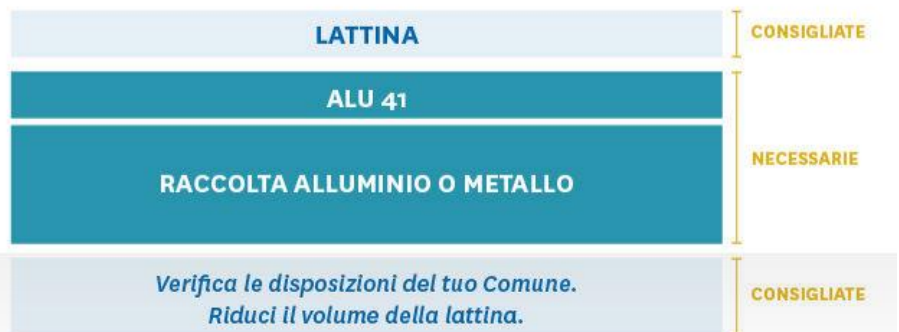 LATTINA
CONSIGLIATE
ALU 41
RACCOLTA ALLUMINIO O METALLO
NECESSARIE
Verifica le disposizioni del tuo Comune.
Riduci il volume della lattina.
CONSIGLIATE